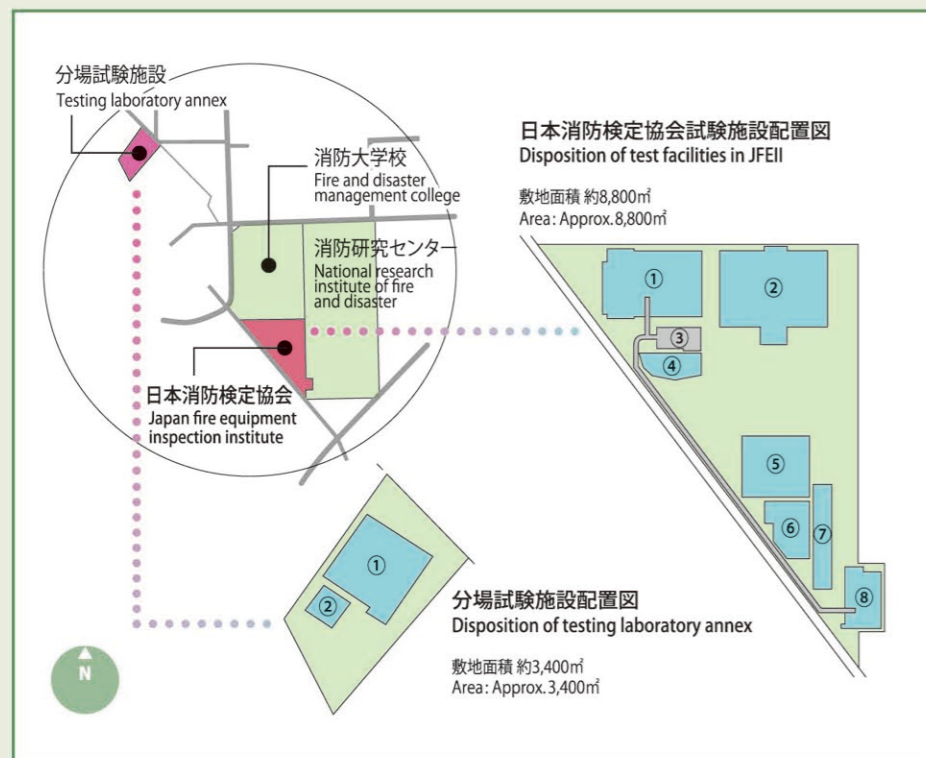 分場試験施設
Testing laboratory annex
消防大学校
Fire and disaster
management college
消防研究センター
National research
institute of fire
and disaster
日本消防検定協会
Japan fire equipment
inspection institute
日本消防検定協会試験施設配置図
Disposition of test facilities in JFEII
敷地面積 約8,800㎡
Area : Approx.8,800㎡
①
②
③
④
⑤
⑥
⑦
⑧
①
②
分場試験施設配置図
Disposition of testing laboratory annex
敷地面積 約3,400㎡
Area : Approx.3,400㎡
N